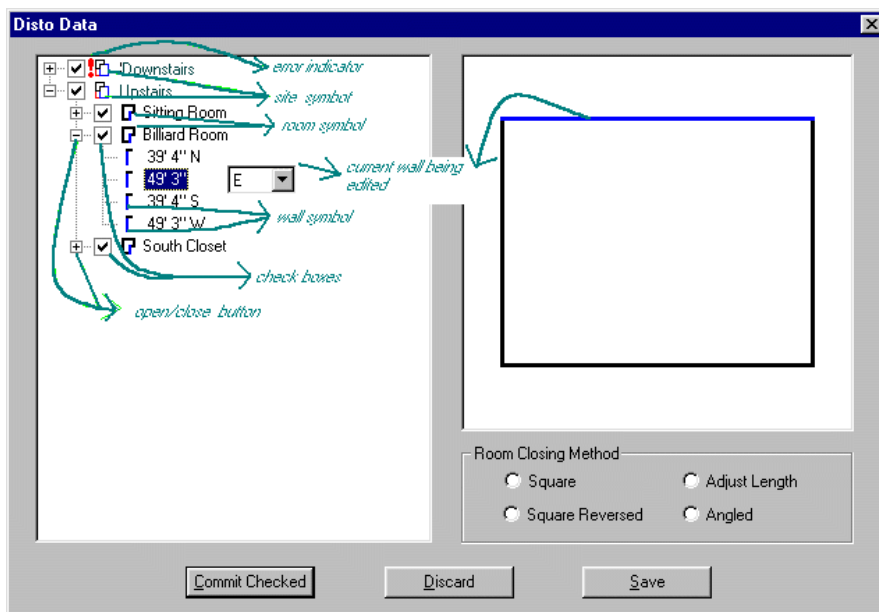 Disto Data
'Downstairs
error indicator
Upstairs
site symbol
Sitting Room
room symbol
Billiard Room
39' 4" N
49' 3"
E
current wall being
edited
39' 4" S
49' 3" W
wall symbol
South Closet
check boxes
open/close button
Room Closing Method
Square
Adjust Length
Square Reversed
Angled
Commit Checked
Discard
Save